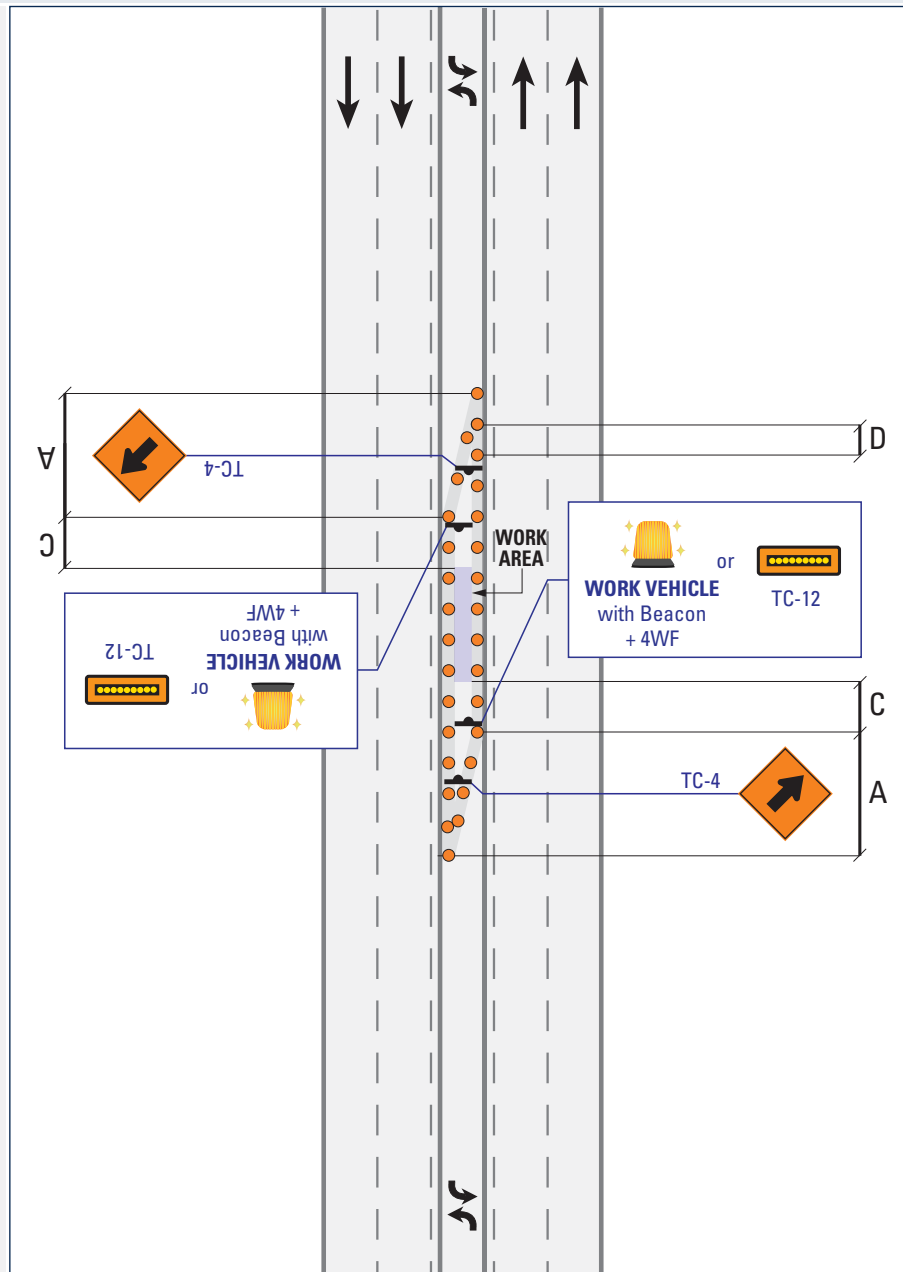 A
C
TC-4
D
WORK
AREA
or
WORK VEHICLE
with Beacon
+ 4WF
TC-12
WORK VEHICLE
with Beacon
+ 4WF
or
TC-12
C
A
TC-4